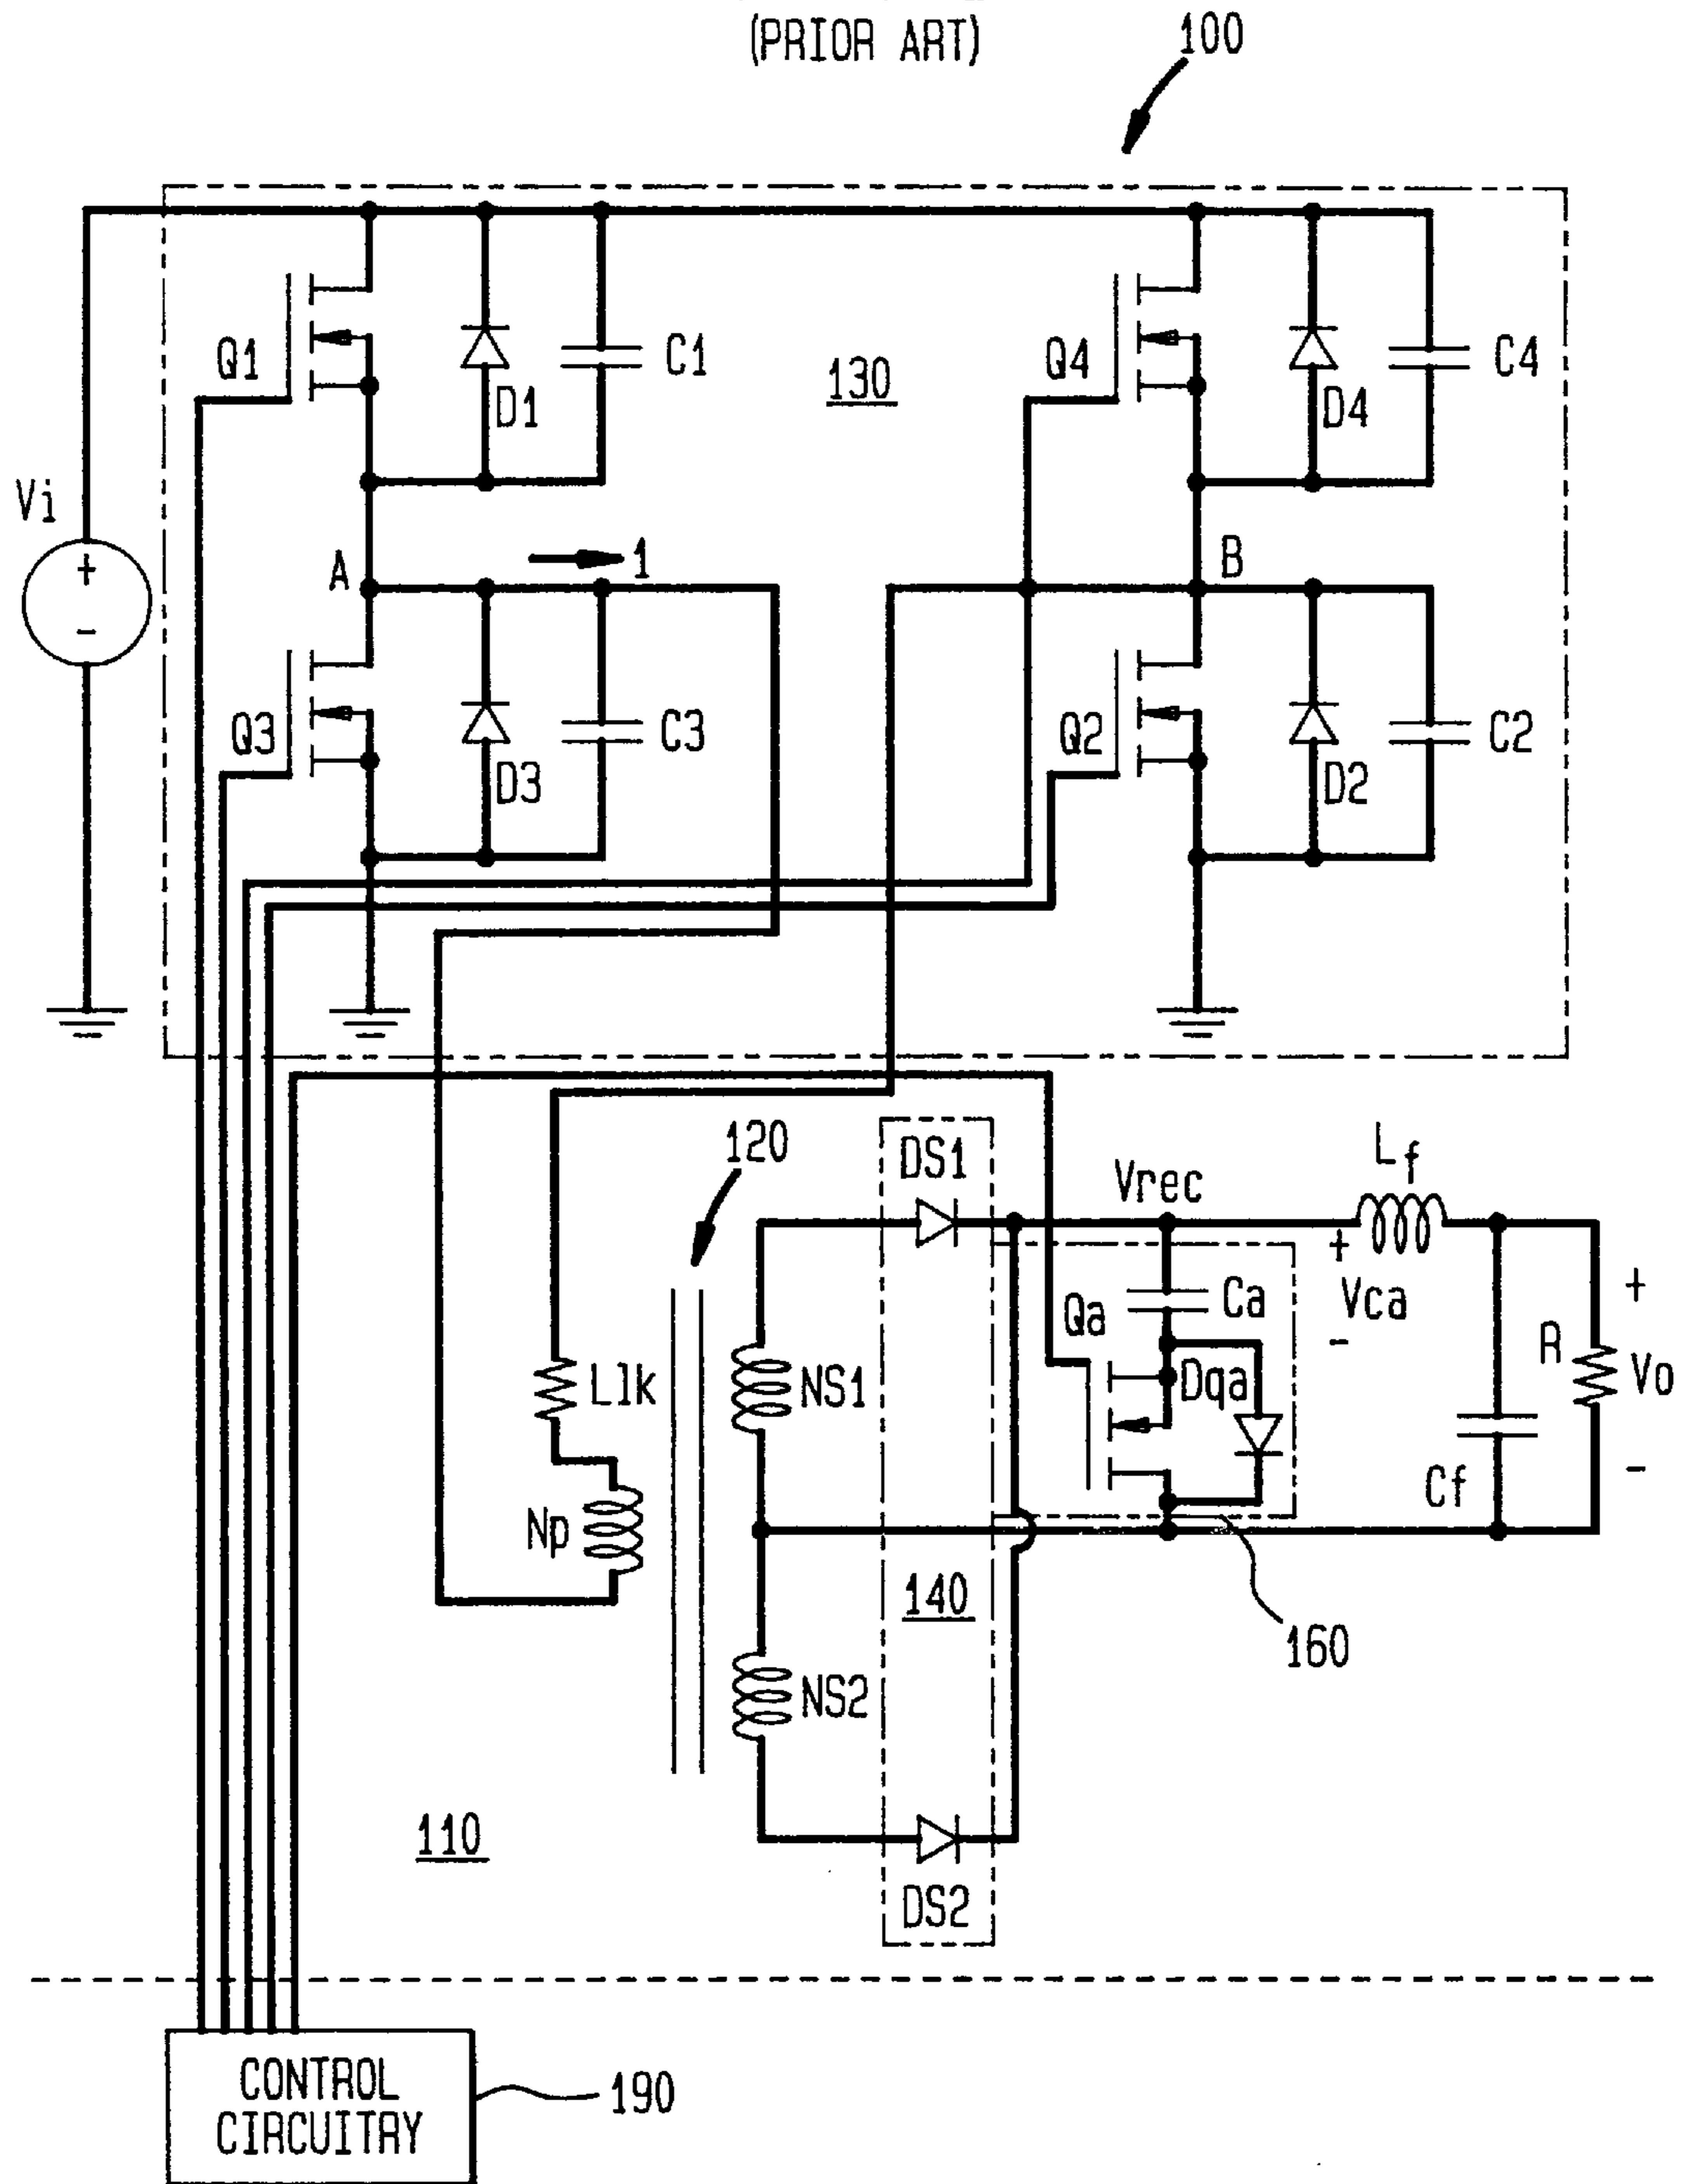 (PRIOR ART)
100
Q1
D1
C1
130
Q4
D4
C4
Vi
+
-
A
1
B
Q3
D3
C3
Q2
D2
C2
120
DS1
Vrec
Lf
+
Vca
-
Qa
Ca
Dqa
R
+
Vo
-
Llk
NS1
Np
Cf
140
160
NS2
110
DS2
CONTROL
CIRCUITRY
190